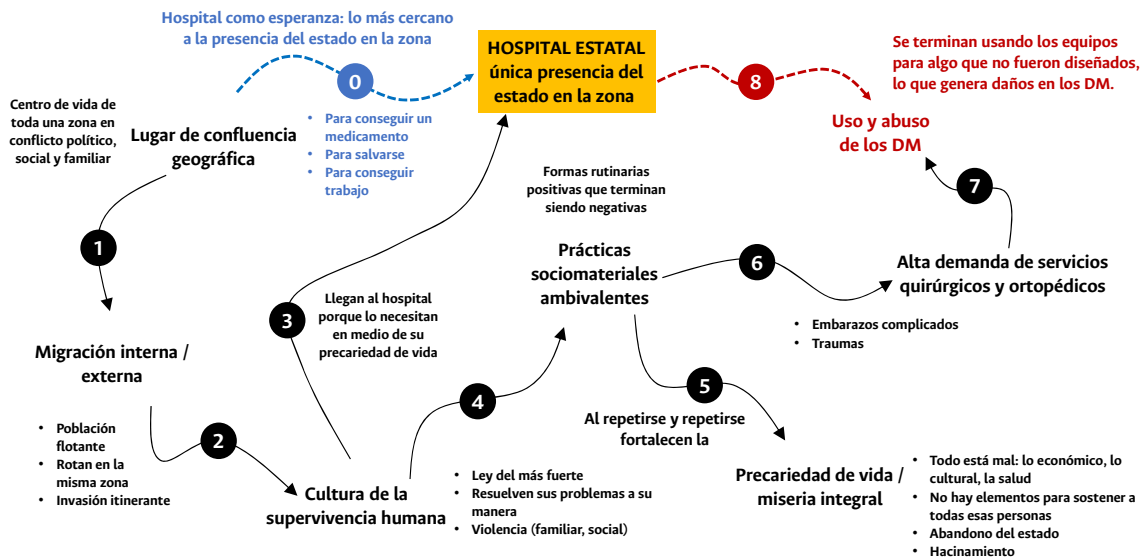 Hospital como esperanza: lo más cercano
a la presencia del estado en la zona
0
• Para conseguir un
medicamento
• Para salvarse
• Para conseguir
trabajo
HOSPITAL ESTATAL
única presencia del
estado en la zona
8
Se terminan usando los equipos
para algo que no fueron diseñados,
lo que genera daños en los DM.
Uso y abuso
de los DM
Centro de vida de
toda una zona en
conflicto político,
social y familiar
Lugar de confluencia
geográfica
1
Migración interna /
externa
• Población
flotante
• Rotan en la
misma zona
• Invasión itinerante
2
Cultura de la
supervivencia humana
• Ley del más fuerte
• Resuelven sus problemas a su
manera
• Violencia (familiar, social)
3
Llegan al hospital
porque lo necesitan
en medio de su
precariedad de vida
4
Formas rutinarias
positivas que terminan
siendo negativas
Prácticas
sociomateriales
ambivalentes
5
Al repetirse y repetirse
fortalecen la
Precariedad de vida /
miseria integral
• Todo está mal: lo económico, lo
cultural, la salud
• No hay elementos para sostener a
todas esas personas
• Abandono del estado
• Hacinamiento
6
Alta demanda de servicios
quirúrgicos y ortopédicos
• Embarazos complicados
• Traumas
7